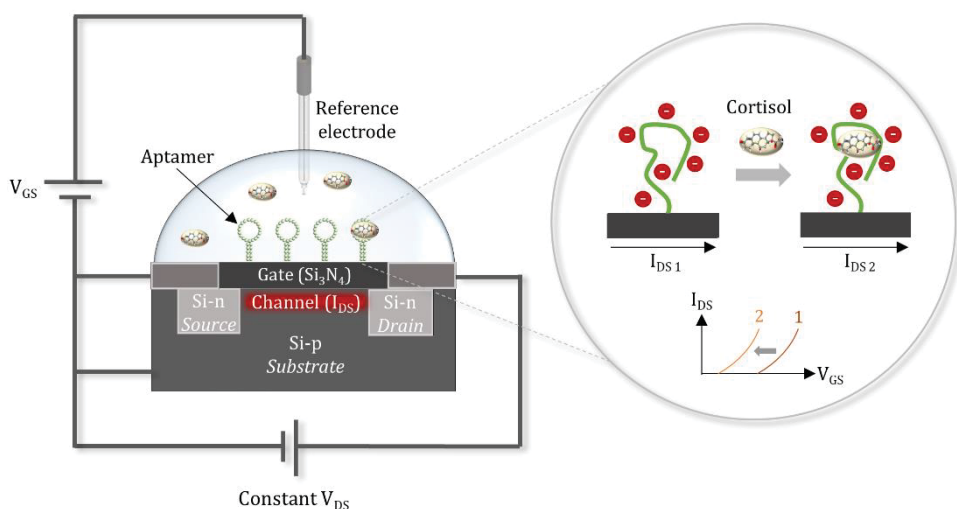 Reference
electrode
Aptamer
V_GS
Gate (Si₃N₄)
Si-n
Source
Channel (I_DS)
Si-n
Drain
Si-p
Substrate
Constant V_DS
Cortisol
I_DS 1
I_DS 2
I_DS
2
1
V_GS